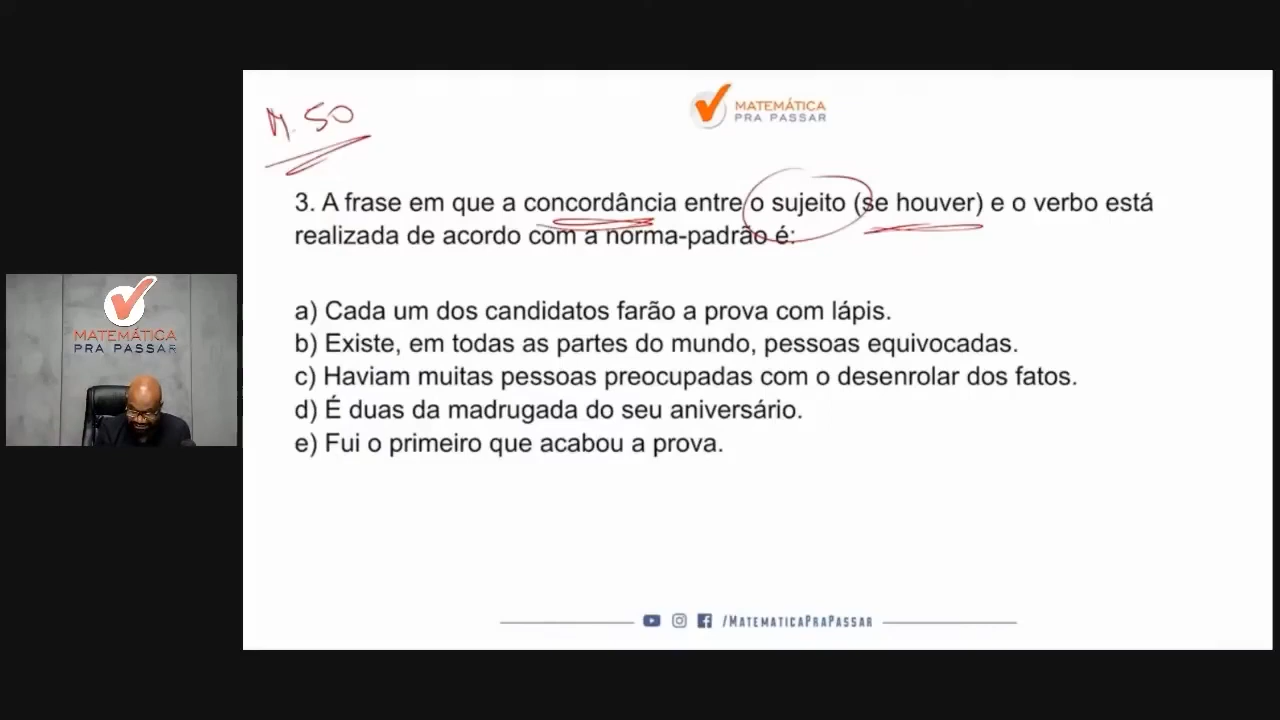 M. 50
MATEMÁTICA
PRA PASSAR
3. A frase em que a concordância entre o sujeito (se houver) e o verbo está
realizada de acordo com a norma-padrão é:
a) Cada um dos candidatos farão a prova com lápis.
b) Existe, em todas as partes do mundo, pessoas equivocadas.
c) Haviam muitas pessoas preocupadas com o desenrolar dos fatos.
d) É duas da madrugada do seu aniversário.
e) Fui o primeiro que acabou a prova.
MATEMÁTICA
PRA PASSAR
/MATEMATICAPRAPASSAR